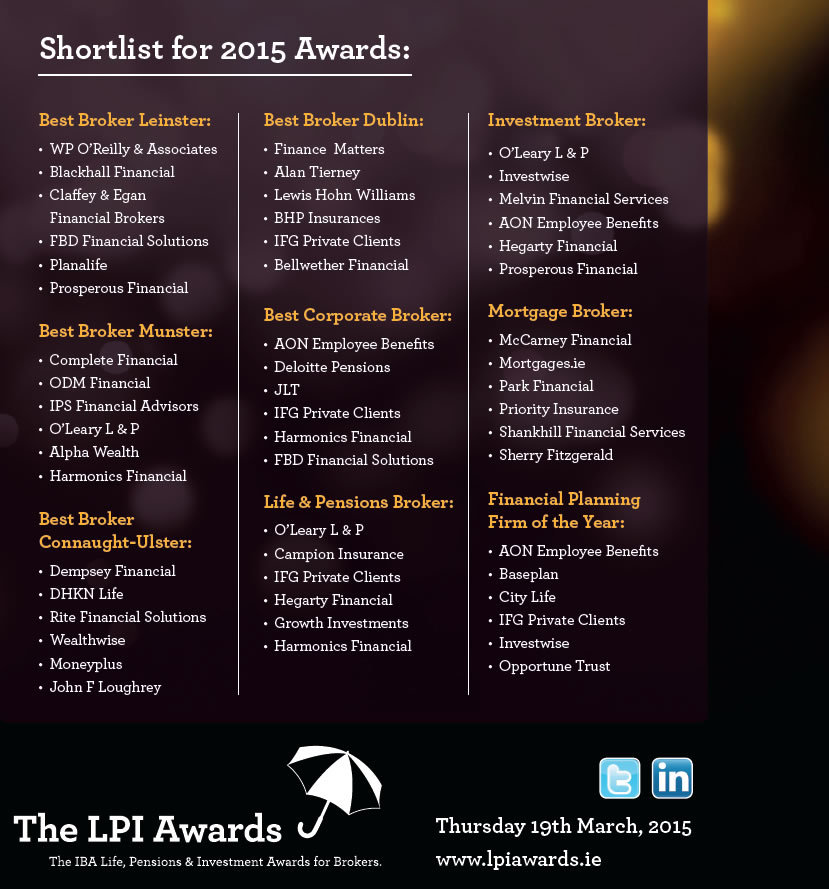 Shortlist for 2015 Awards:
Best Broker Leinster:
• WP O'Reilly & Associates
• Blackhall Financial
• Claffey & Egan
Financial Brokers
• FBD Financial Solutions
• Planalife
• Prosperous Financial
Best Broker Munster:
• Complete Financial
• ODM Financial
• IPS Financial Advisors
• O'Leary L & P
• Alpha Wealth
• Harmonics Financial
Best Broker
Connaught-Ulster:
• Dempsey Financial
• DHKN Life
• Rite Financial Solutions
• Wealthwise
• Moneyplus
• John F Loughrey
Best Broker Dublin:
• Finance Matters
• Alan Tierney
• Lewis Hohn Williams
• BHP Insurances
• IFG Private Clients
• Bellwether Financial
Best Corporate Broker:
• AON Employee Benefits
• Deloitte Pensions
• JLT
• IFG Private Clients
• Harmonics Financial
• FBD Financial Solutions
Life & Pensions Broker:
• O'Leary L & P
• Campion Insurance
• IFG Private Clients
• Hegarty Financial
• Growth Investments
• Harmonics Financial
Investment Broker:
• O'Leary L & P
• Investwise
• Melvin Financial Services
• AON Employee Benefits
• Hegarty Financial
• Prosperous Financial
Mortgage Broker:
• McCarney Financial
• Mortgages.ie
• Park Financial
• Priority Insurance
• Shankhill Financial Services
• Sherry Fitzgerald
Financial Planning
Firm of the Year:
• AON Employee Benefits
• Baseplan
• City Life
• IFG Private Clients
• Investwise
• Opportune Trust
The LPI Awards
The IBA Life, Pensions & Investment Awards for Brokers.
t
in
Thursday 19th March, 2015
www.lpiawards.ie